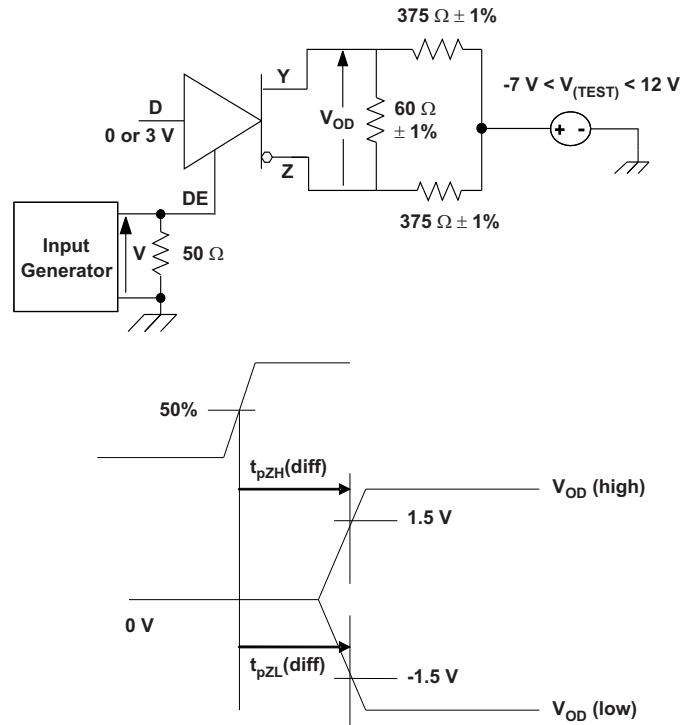 375 Ω ± 1%
-7 V < V(TEST) < 12 V
Y
D
0 or 3 V
VOD
60 Ω
± 1%
Z
DE
375 Ω ± 1%
Input
Generator
V
50 Ω
50%
tpZH(diff)
VOD (high)
1.5 V
0 V
tpZL(diff)
-1.5 V
VOD (low)